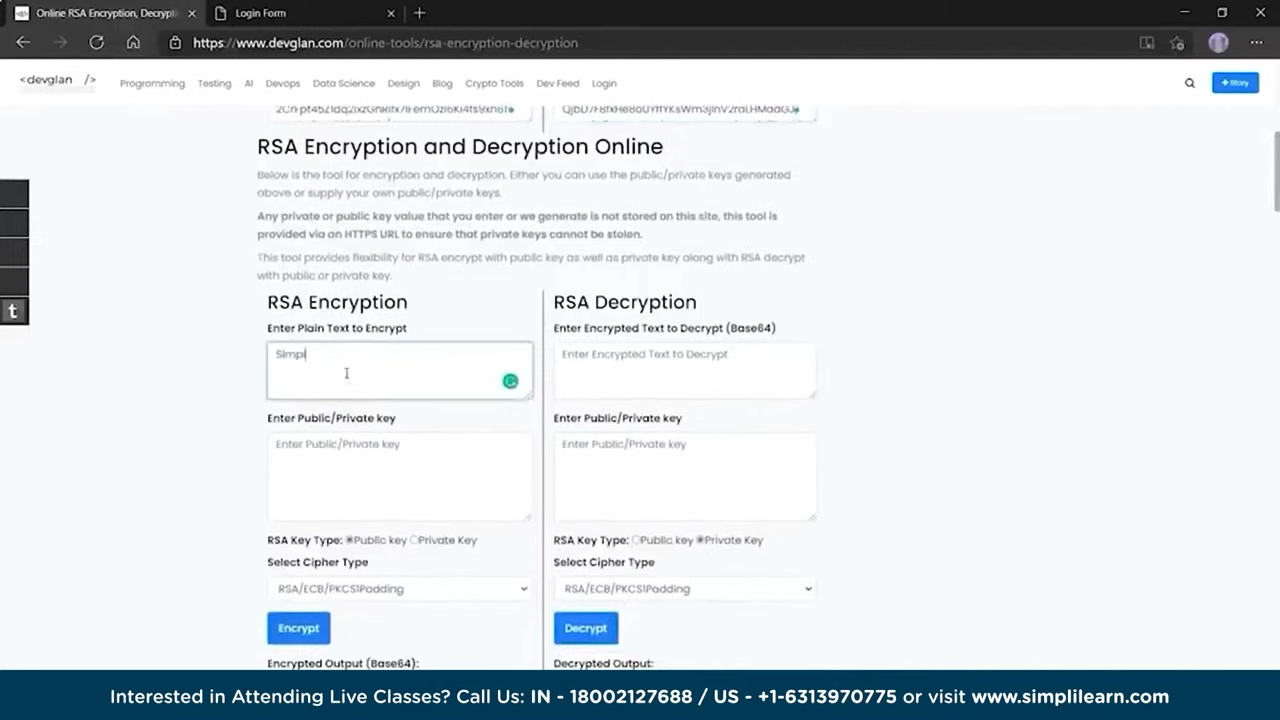 Online RSA Encryption, Decrypti
Login Form
https://www.devglan.com/online-tools/rsa-encryption-decryption
<devglan />
Programming Testing AI Devops Data Science Design Blog Crypto Tools Dev Feed Login
+ Story
RSA Encryption and Decryption Online
Below is the tool for encryption and decryption. Either you can use the public/private keys generated
above or supply your own public/private keys.
Any private or public key value that you enter or we generate is not stored on this site, this tool is
provided via an HTTPS URL to ensure that private keys cannot be stolen.
This tool provides flexibility for RSA encrypt with public key as well as private key along with RSA decrypt
with public or private key.
t
RSA Encryption RSA Decryption
Enter Plain Text to Encrypt Enter Encrypted Text to Decrypt (Base64)
Simpl Enter Encrypted Text to Decrypt
Enter Public/Private key Enter Public/Private key
Enter Public/Private key Enter Public/Private key
RSA Key Type: Public key Private Key RSA Key Type: Public key Private Key
Select Cipher Type Select Cipher Type
RSA/ECB/PKCS1Padding RSA/ECB/PKCS1Padding
Encrypt Decrypt
Encrypted Output (Base64): Decrypted Output:
Interested in Attending Live Classes? Call Us: IN - 18002127688 / US - +1-6313970775 or visit www.simplilearn.com